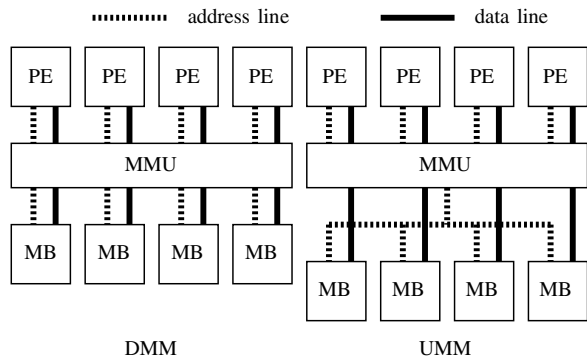 address line data line
PE PE PE PE PE PE PE PE
MMU MMU
MB MB MB MB
MB MB MB MB
DMM UMM